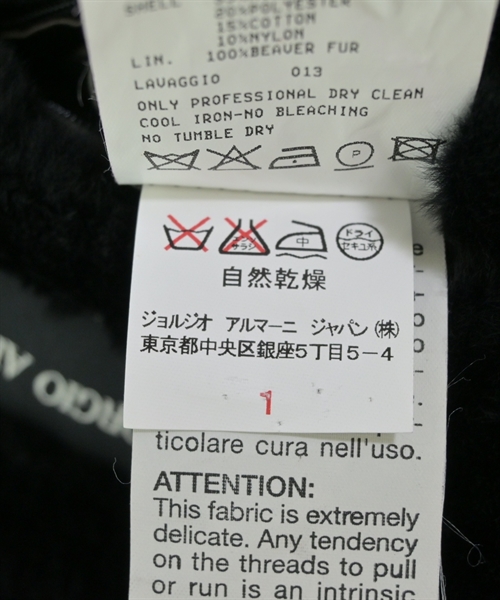 SHELL
20%POLYESTER
15%COTTON
10%NYLON
LIN. 100%BEAVER FUR
LAVAGGIO 013
ONLY PROFESSIONAL DRY CLEAN
COOL IRON-NO BLEACHING
NO TUMBLE DRY
P
サラシ
中
ドライ
セキユ系
自然乾燥
ジョルジオ アルマーニ ジャパン(株)
東京都中央区銀座5丁目5-4
1
ticolare cura nell'uso.
ATTENTION:
This fabric is extremely
delicate. Any tendency
on the threads to pull
or run is an intrinsic
RGIO A